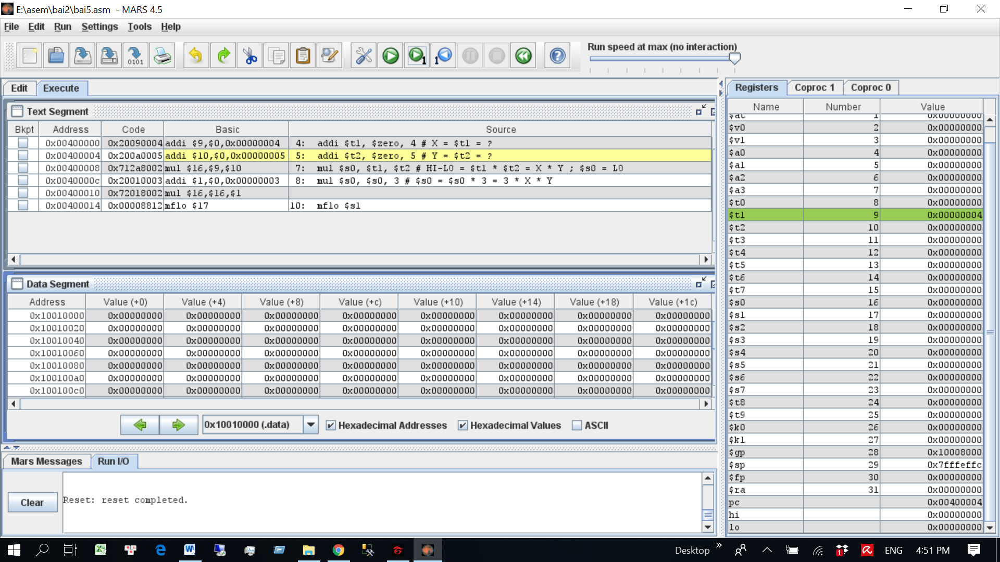 E:\asem\bai2\bai5.asm - MARS 4.5
File Edit Run Settings Tools Help
Run speed at max (no interaction)
Edit Execute
Text Segment
Bkpt Address Code Basic Source
0x00400000 0x20090004 addi $9,$0,0x00000004 4: addi $t1, $zero, 4 # X = $t1 = ?
0x00400004 0x200a0005 addi $10,$0,0x00000005 5: addi $t2, $zero, 5 # Y = $t2 = ?
0x00400008 0x712a8002 mul $16,$9,$10 7: mul $s0, $t1, $t2 # HI-LO = $t1 * $t2 = X * Y ; $s0 = LO
0x0040000c 0x20010003 addi $1,$0,0x00000003 8: mul $s0, $s0, 3 # $s0 = $s0 * 3 = 3 * X * Y
0x00400010 0x72018002 mul $16,$16,$1
0x00400014 0x00008812 mflo $17 10: mflo $s1
Data Segment
Address Value (+0) Value (+4) Value (+8) Value (+c) Value (+10) Value (+14) Value (+18) Value (+1c)
0x10010000 0x00000000 0x00000000 0x00000000 0x00000000 0x00000000 0x00000000 0x00000000 0x00000000
0x10010020 0x00000000 0x00000000 0x00000000 0x00000000 0x00000000 0x00000000 0x00000000 0x00000000
0x10010040 0x00000000 0x00000000 0x00000000 0x00000000 0x00000000 0x00000000 0x00000000 0x00000000
0x10010060 0x00000000 0x00000000 0x00000000 0x00000000 0x00000000 0x00000000 0x00000000 0x00000000
0x10010080 0x00000000 0x00000000 0x00000000 0x00000000 0x00000000 0x00000000 0x00000000 0x00000000
0x100100a0 0x00000000 0x00000000 0x00000000 0x00000000 0x00000000 0x00000000 0x00000000 0x00000000
0x100100c0 0x00000000 0x00000000 0x00000000 0x00000000 0x00000000 0x00000000 0x00000000 0x00000000
0x10010000 (.data) Hexadecimal Addresses Hexadecimal Values ASCII
Mars Messages Run I/O
Clear
Reset: reset completed.
Registers Coproc 1 Coproc 0
Name Number Value
$at 1 0x00000000
$v0 2 0x00000000
$v1 3 0x00000000
$a0 4 0x00000000
$a1 5 0x00000000
$a2 6 0x00000000
$a3 7 0x00000000
$t0 8 0x00000000
$t1 9 0x00000004
$t2 10 0x00000000
$t3 11 0x00000000
$t4 12 0x00000000
$t5 13 0x00000000
$t6 14 0x00000000
$t7 15 0x00000000
$s0 16 0x00000000
$s1 17 0x00000000
$s2 18 0x00000000
$s3 19 0x00000000
$s4 20 0x00000000
$s5 21 0x00000000
$s6 22 0x00000000
$s7 23 0x00000000
$t8 24 0x00000000
$t9 25 0x00000000
$k0 26 0x00000000
$k1 27 0x00000000
$gp 28 0x10008000
$sp 29 0x7fffeffc
$fp 30 0x00000000
$ra 31 0x00000000
pc 0x00400004
hi 0x00000000
lo 0x00000000
Desktop ENG 4:51 PM